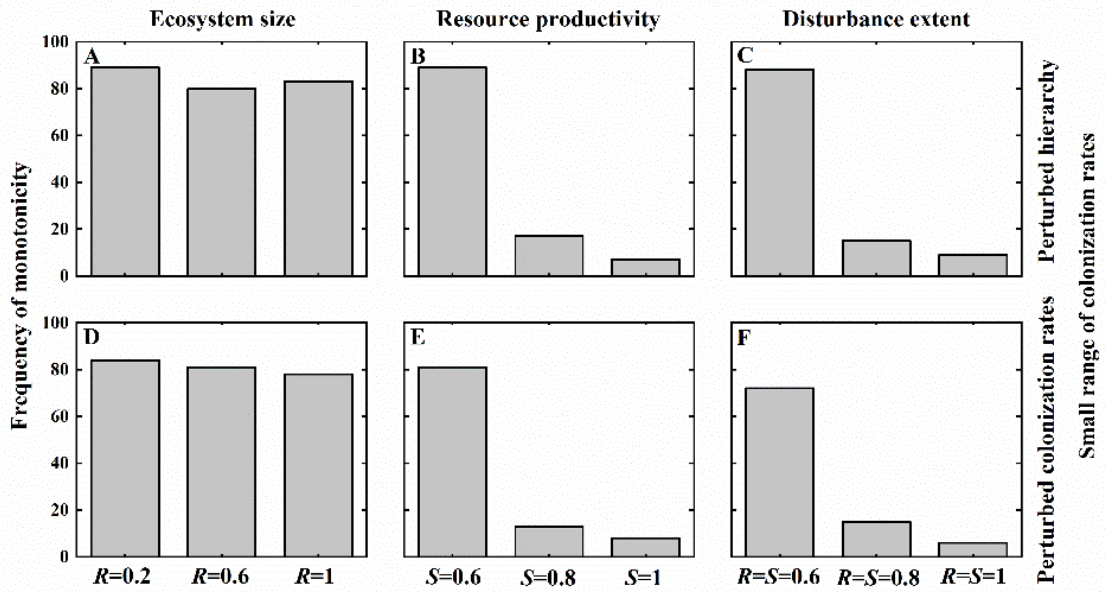 Ecosystem size Resource productivity Disturbance extent
Frequency of monotonicity
100 A B C
80
60
40
20
0
Perturbed hierarchy
Small range of colonization rates
100 D E F
80
60
40
20
0
Perturbed colonization rates
R=0.2 R=0.6 R=1 S=0.6 S=0.8 S=1 R=S=0.6 R=S=0.8 R=S=1